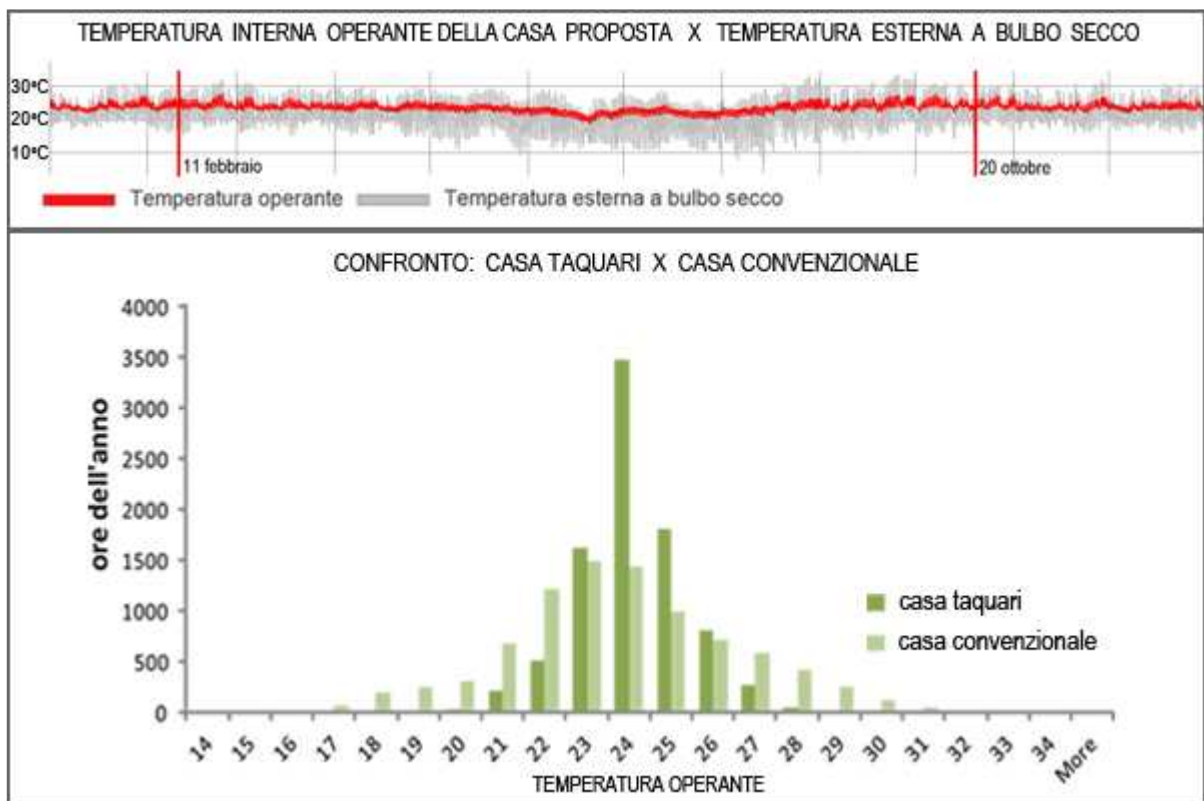 TEMPERATURA INTERNA OPERANTE DELLA CASA PROPOSTA X TEMPERATURA ESTERNA A BULBO SECCO
30°C
20°C
10°C
11 febbraio
20 ottobre
Temperatura operante
Temperatura esterna a bulbo secco
CONFRONTO: CASA TAQUARI X CASA CONVENZIONALE
4000
3500
3000
2500
2000
1500
1000
500
0
ore dell'anno
casa taquari
casa convenzionale
14 15 16 17 18 19 20 21 22 23 24 25 26 27 28 29 30 31 32 33 34 More
TEMPERATURA OPERANTE